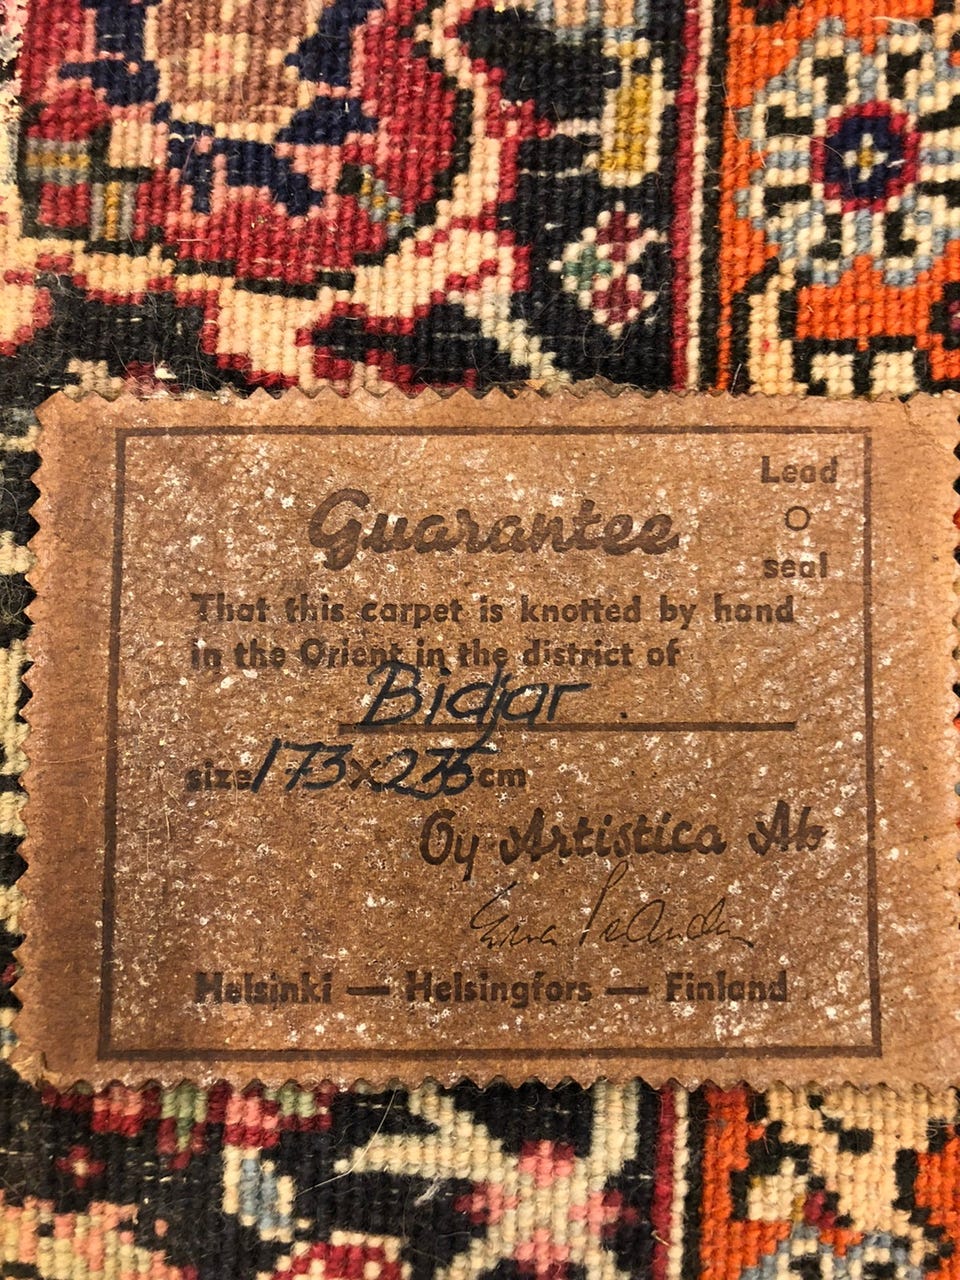 Lead
O
seal
Guarantee
That this carpet is knotted by hand
in the Orient in the district of
Bidjar.
size 173x235 cm
Oy Artistica Ab
Helsinki — Helsingfors — Finland